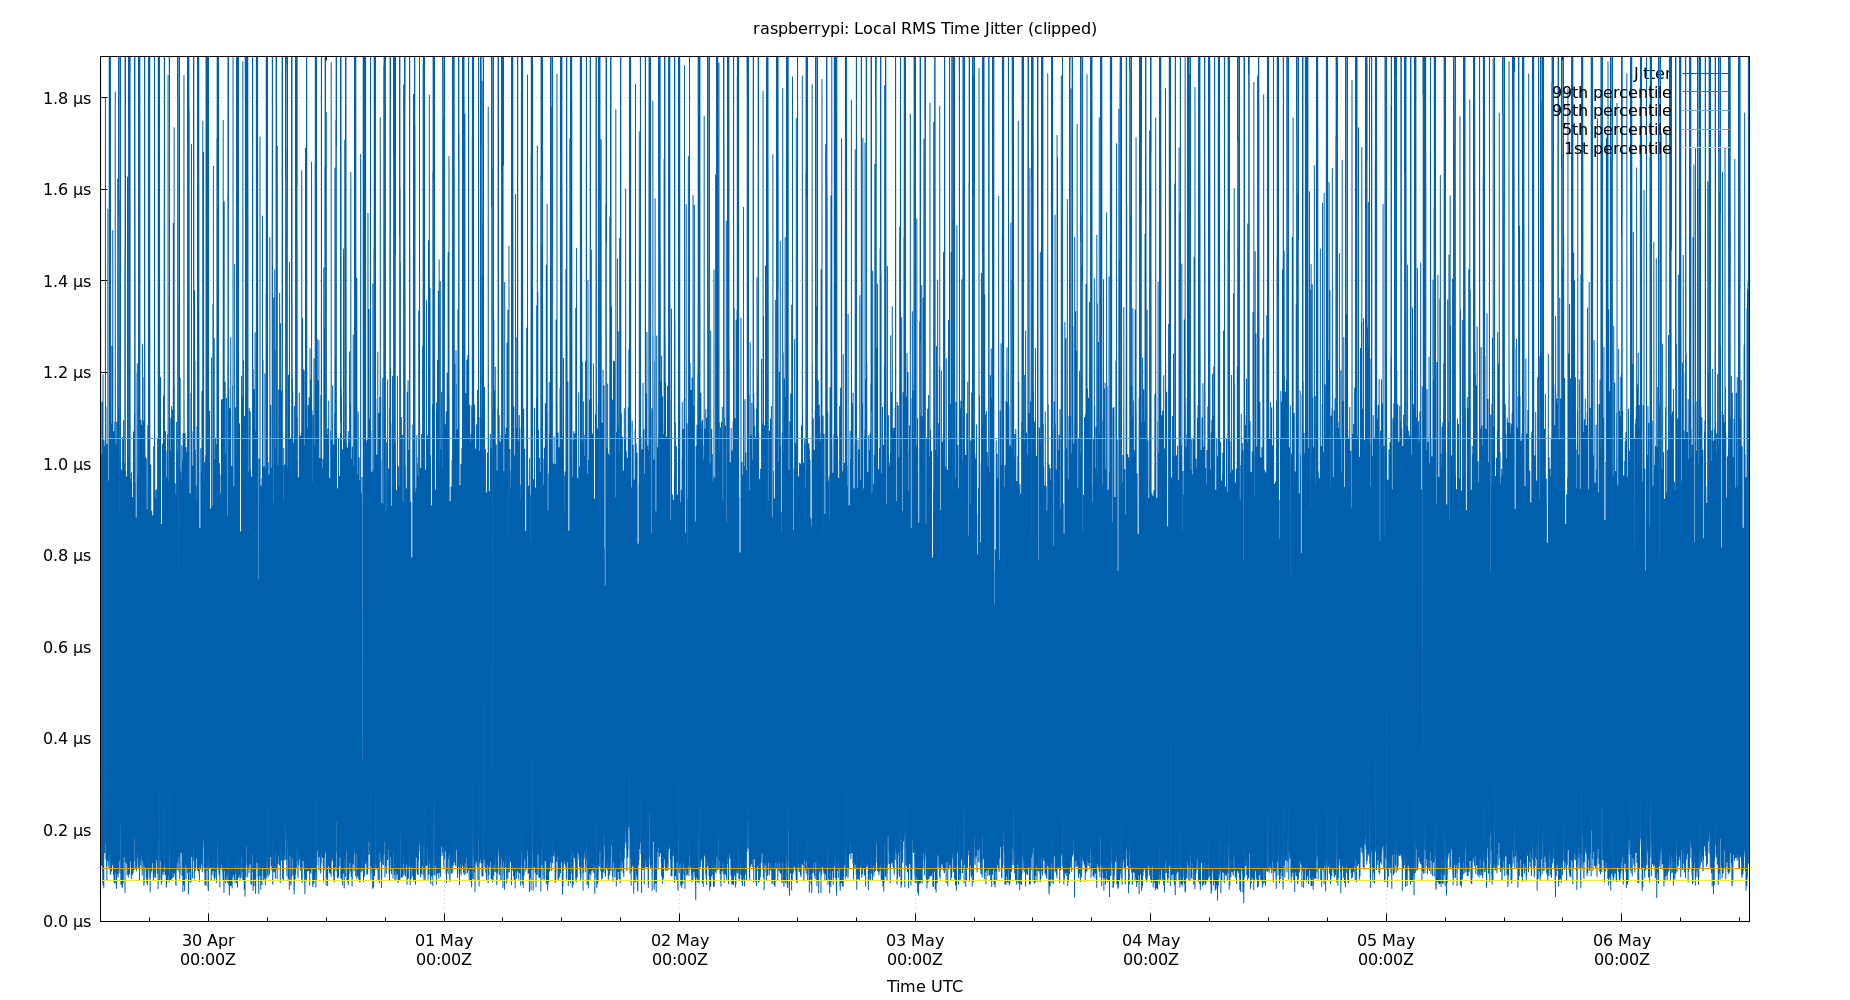 raspberrypi: Local RMS Time Jitter (clipped)
Jitter
99th percentile
95th percentile
5th percentile
1st percentile
1.8 µs
1.6 µs
1.4 µs
1.2 µs
1.0 µs
0.8 µs
0.6 µs
0.4 µs
0.2 µs
0.0 µs
30 Apr 01 May 02 May 03 May 04 May 05 May 06 May
00:00Z 00:00Z 00:00Z 00:00Z 00:00Z 00:00Z 00:00Z
Time UTC